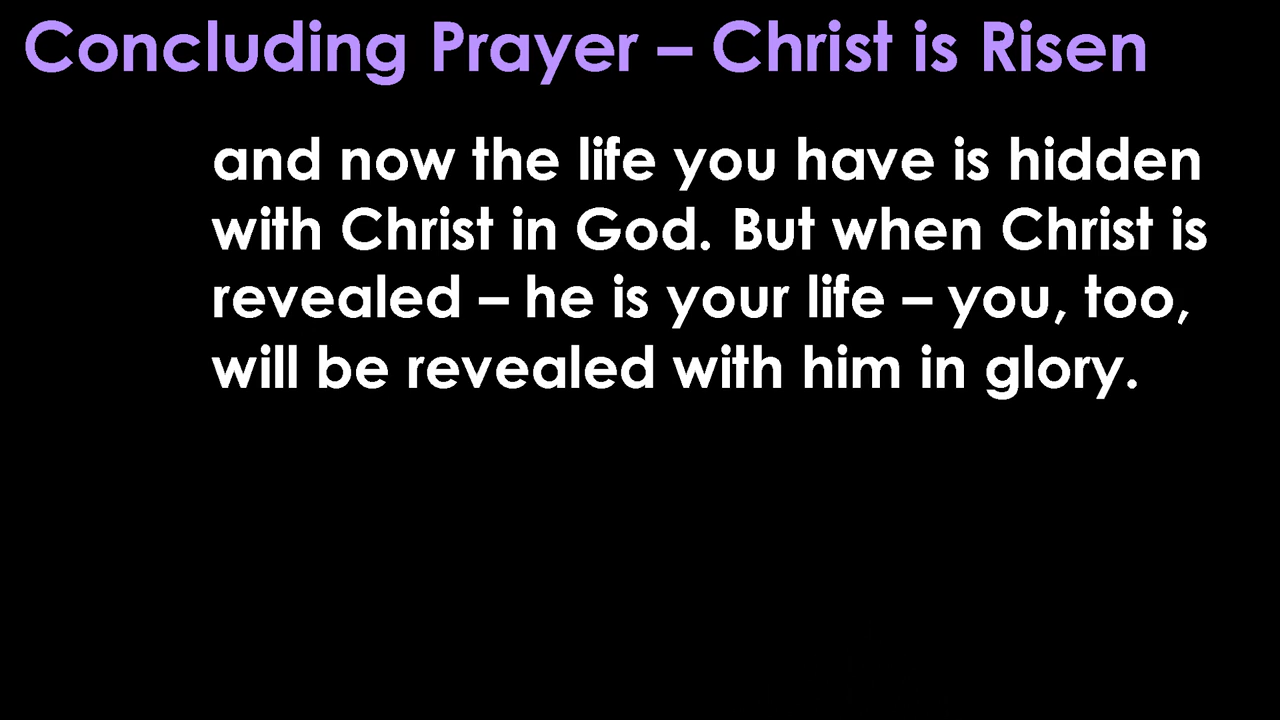 Concluding Prayer – Christ is Risen
and now the life you have is hidden
with Christ in God. But when Christ is
revealed – he is your life – you, too,
will be revealed with him in glory.